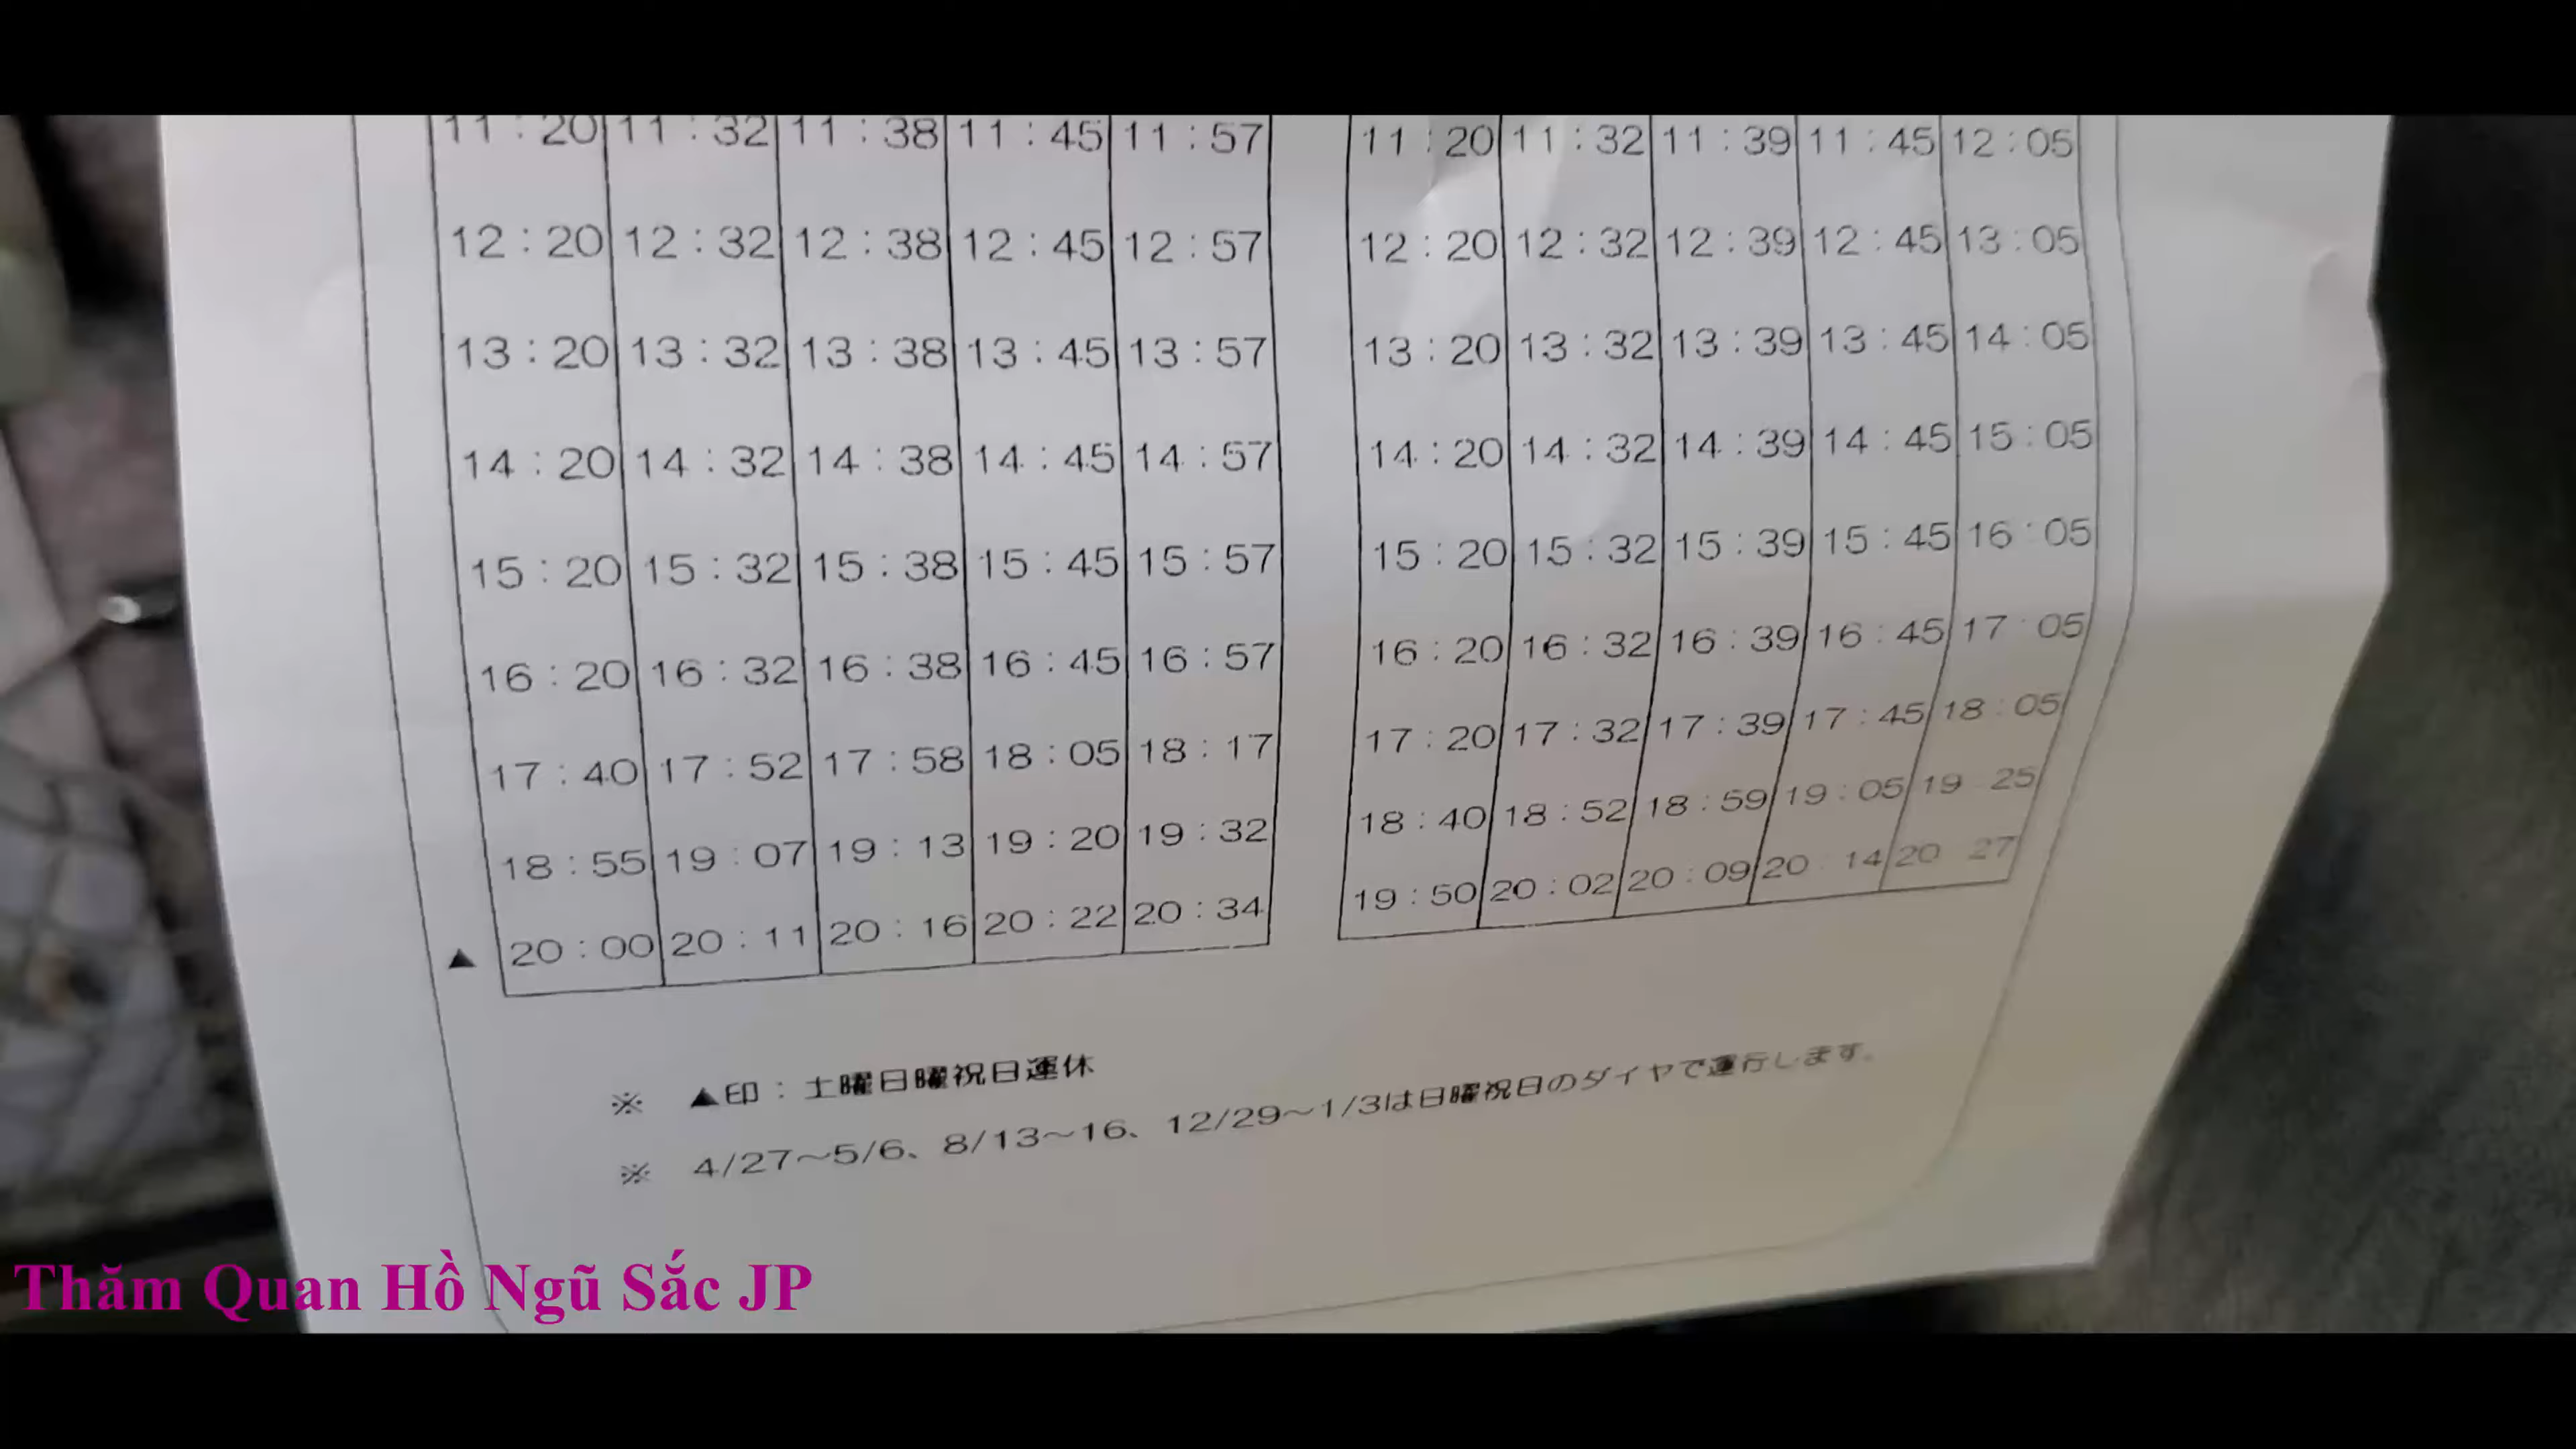 11：20 11：32 11：38 11：45 11：57 11：20 11：32 11：39 11：45 12：05
12：20 12：32 12：38 12：45 12：57 12：20 12：32 12：39 12：45 13：05
13：20 13：32 13：38 13：45 13：57 13：20 13：32 13：39 13：45 14：05
14：20 14：32 14：38 14：45 14：57 14：20 14：32 14：39 14：45 15：05
15：20 15：32 15：38 15：45 15：57 15：20 15：32 15：39 15：45 16：05
16：20 16：32 16：38 16：45 16：57 16：20 16：32 16：39 16：45 17：05
17：40 17：52 17：58 18：05 18：17 17：20 17：32 17：39 17：45 18：05
18：55 19：07 19：13 19：20 19：32 18：40 18：52 18：59 19：05 19：25
▲ 20：00 20：11 20：16 20：22 20：34 19：50 20：02 20：09 20：14 20：27
※ ▲印：土曜日曜祝日運休
※ 4/27～5/6、8/13～16、12/29～1/3は日曜祝日のダイヤで運行します。
Thăm Quan Hồ Ngũ Sắc JP